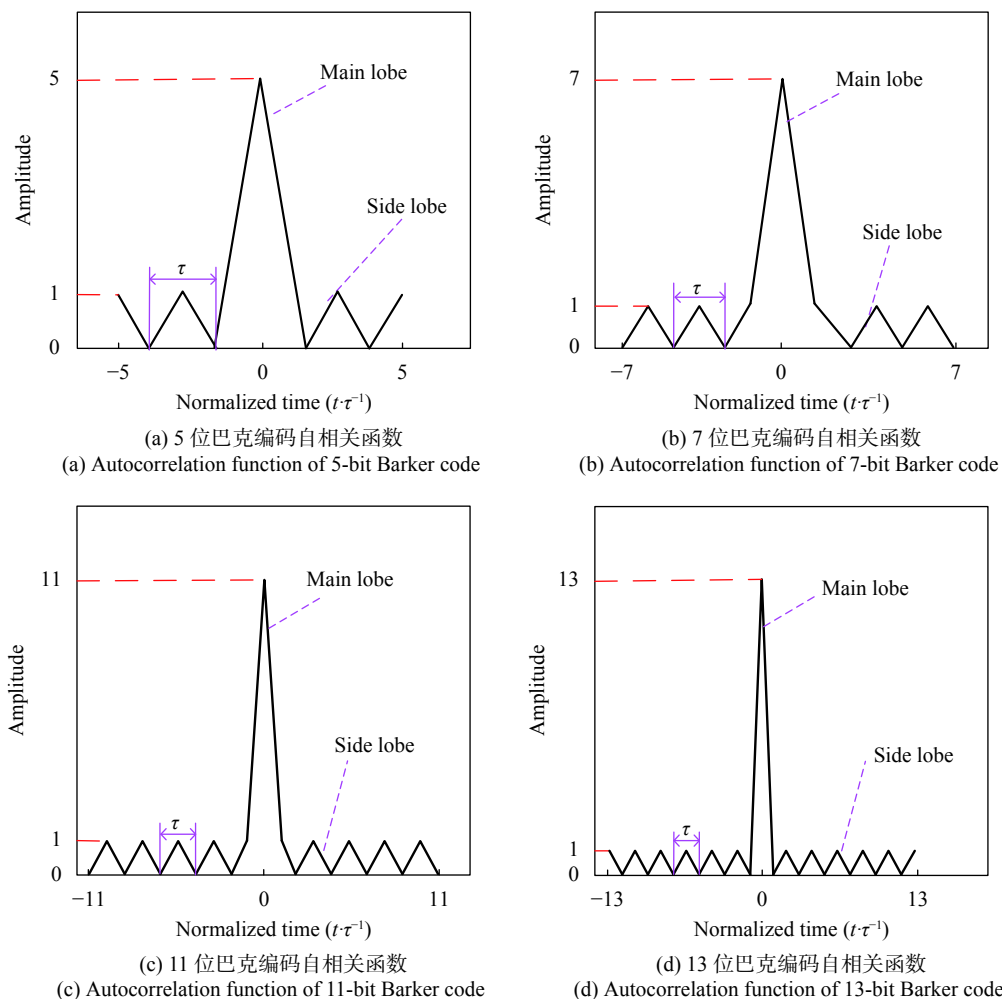 5
Main lobe
Side lobe
τ
1
0
−5
0
5
Amplitude
Normalized time (t·τ⁻¹)
(a) 5 位巴克编码自相关函数
(a) Autocorrelation function of 5-bit Barker code
7
Main lobe
Side lobe
τ
1
0
−7
0
7
Amplitude
Normalized time (t·τ⁻¹)
(b) 7 位巴克编码自相关函数
(b) Autocorrelation function of 7-bit Barker code
11
Main lobe
Side lobe
τ
1
0
−11
0
11
Amplitude
Normalized time (t·τ⁻¹)
(c) 11 位巴克编码自相关函数
(c) Autocorrelation function of 11-bit Barker code
13
Main lobe
Side lobe
τ
1
0
−13
0
13
Amplitude
Normalized time (t·τ⁻¹)
(d) 13 位巴克编码自相关函数
(d) Autocorrelation function of 13-bit Barker code